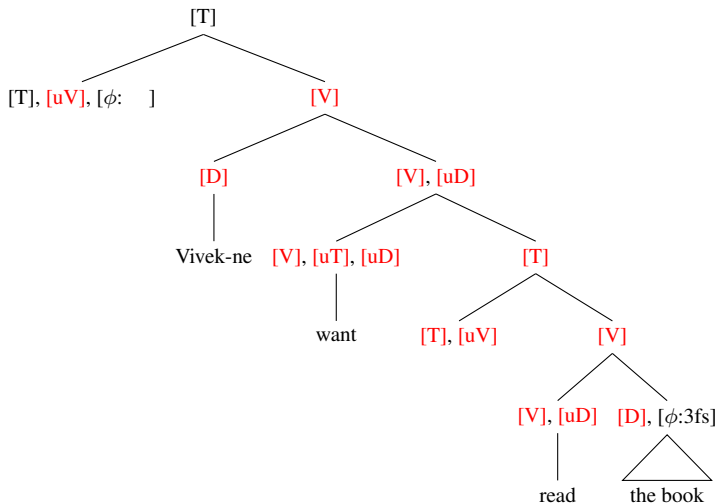 [T]
[T], [uV], [ϕ: ]
[V]
[D]
[V], [uD]
Vivek-ne
[V], [uT], [uD]
[T]
want
[T], [uV]
[V]
[V], [uD]
[D], [ϕ:3fs]
read
the book